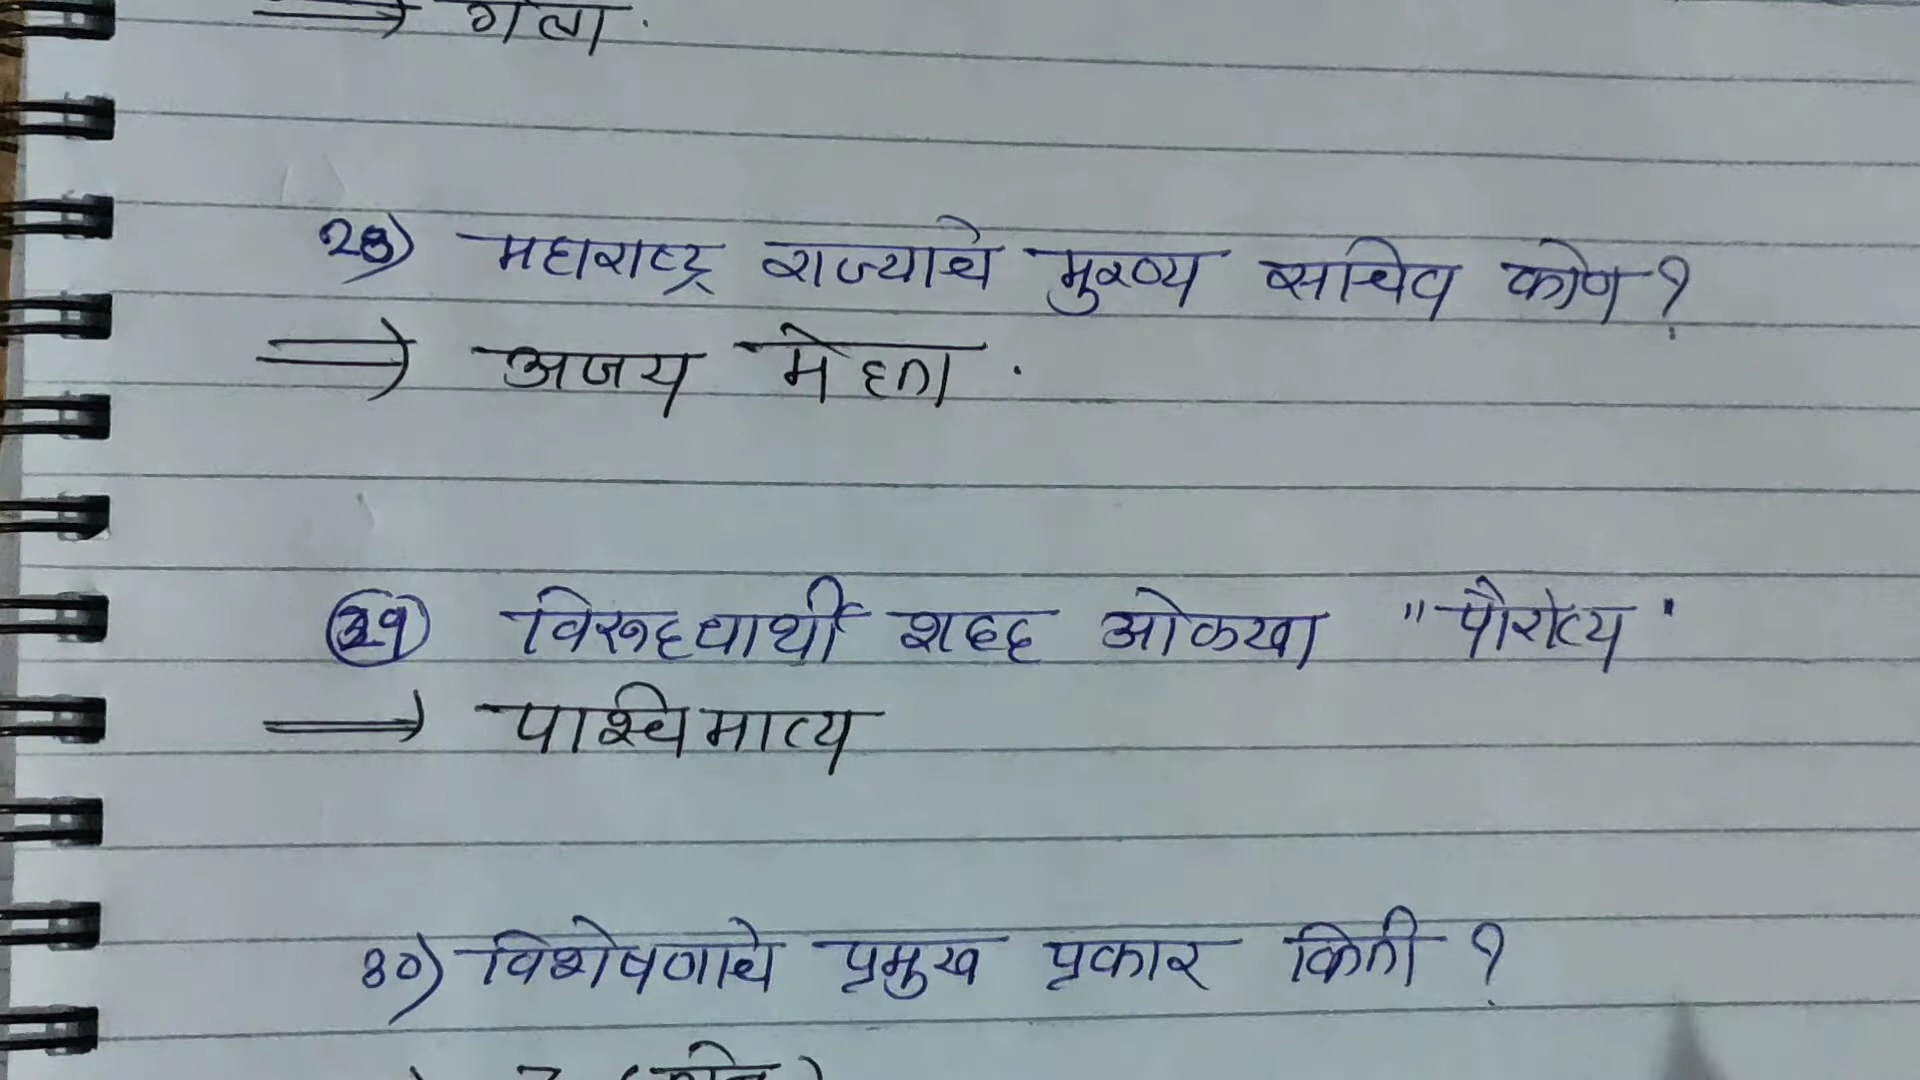 ⇒ गेला.
28) महाराष्ट्र राज्याचे मुख्य सचिव कोण?
⇒ अजय मेहता.
29 विरूध्दार्थी शब्द ओळखा "पौरात्य"
⇒ पाश्चिमात्य
30) विशेषणाचे प्रमुख प्रकार किती?